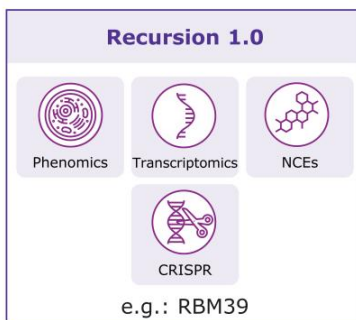 Recursion 1.0
Phenomics
Transcriptomics
NCEs
CRISPR
e.g.: RBM39